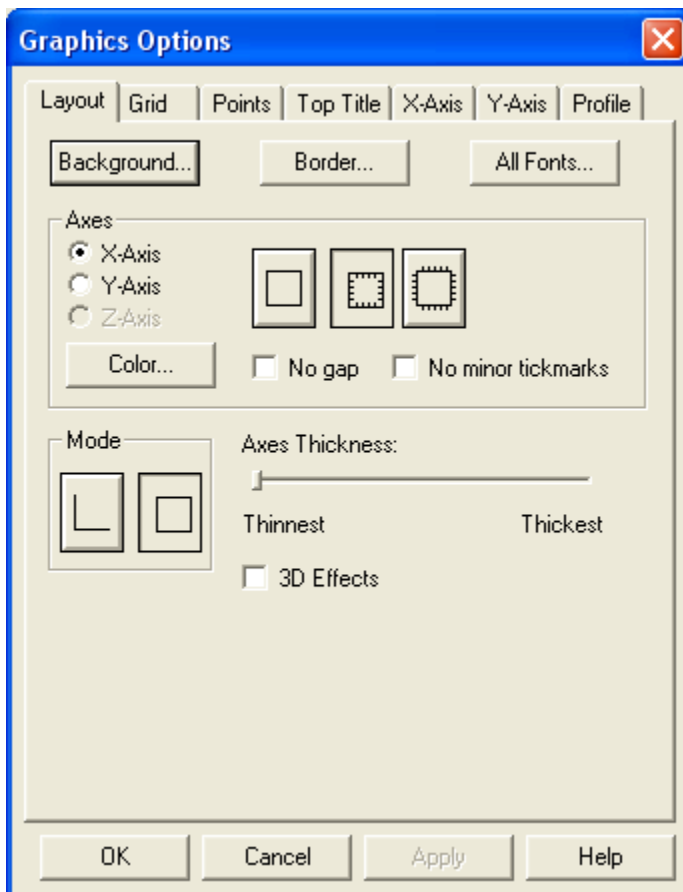 Graphics Options
Layout Grid Points Top Title X-Axis Y-Axis Profile
Background... Border... All Fonts...
Axes
X-Axis
Y-Axis
Z-Axis
Color... No gap No minor tickmarks
Mode Axes Thickness:
Thinnest Thickest
3D Effects
OK Cancel Apply Help